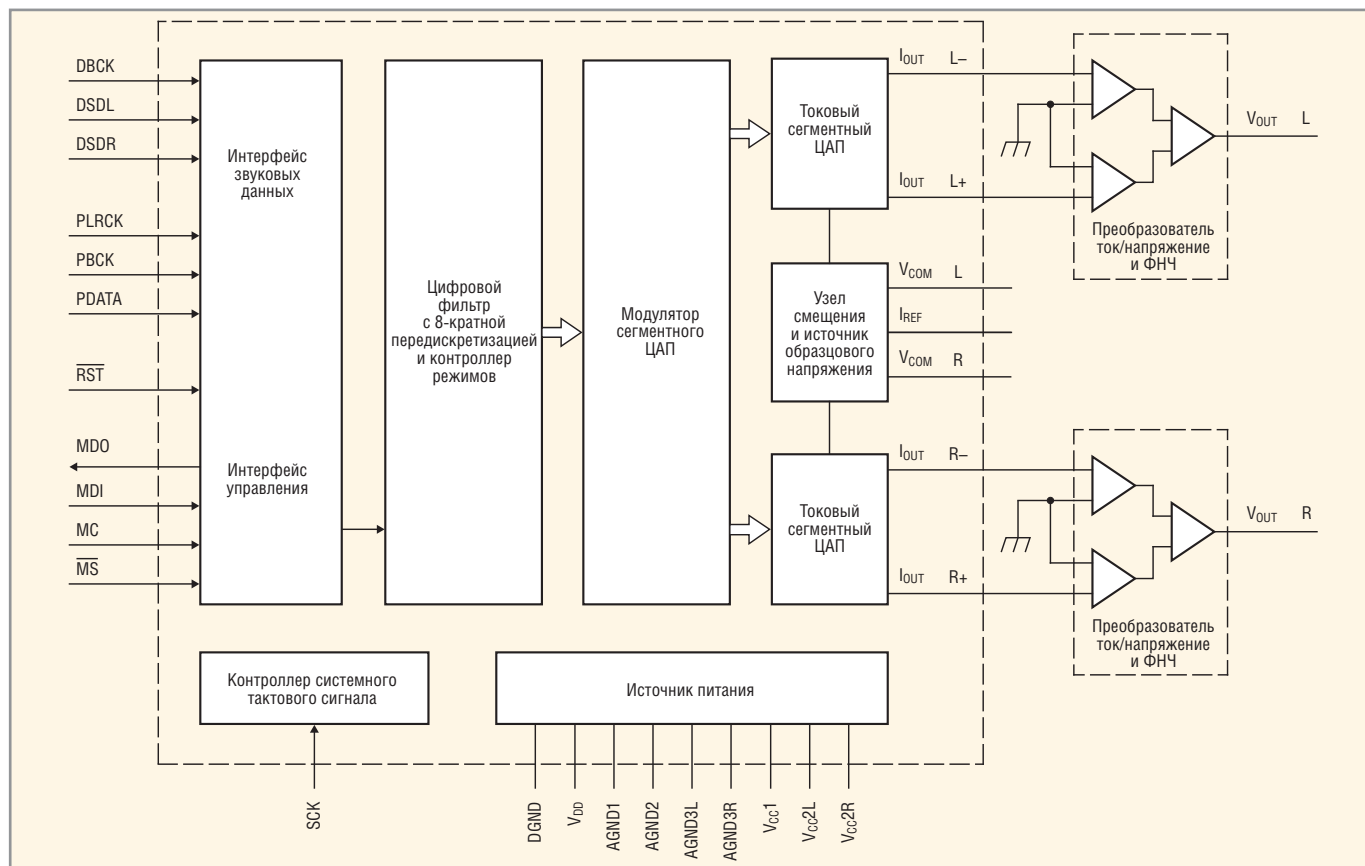 DBCK
DSDL
DSDR
PLRCK
PBCK
PDATA
RST
MDO
MDI
MC
MS
Интерфейс
звуковых
данных
Интерфейс
управления
Цифровой
фильтр
с 8-кратной
передискретизацией
и контроллер
режимов
Модулятор
сегментного
ЦАП
Токовый
сегментный
ЦАП
Узел
смещения
и источник
образцового
напряжения
Токовый
сегментный
ЦАП
IOUT L–
IOUT L+
VCOM L
IREF
VCOM R
IOUT R–
IOUT R+
Преобразователь
ток/напряжение
и ФНЧ
VOUT L
Преобразователь
ток/напряжение
и ФНЧ
VOUT R
Контроллер системного
тактового сигнала
Источник питания
SCK
DGND
VDD
AGND1
AGND2
AGND3L
AGND3R
VCC1
VCC2L
VCC2R